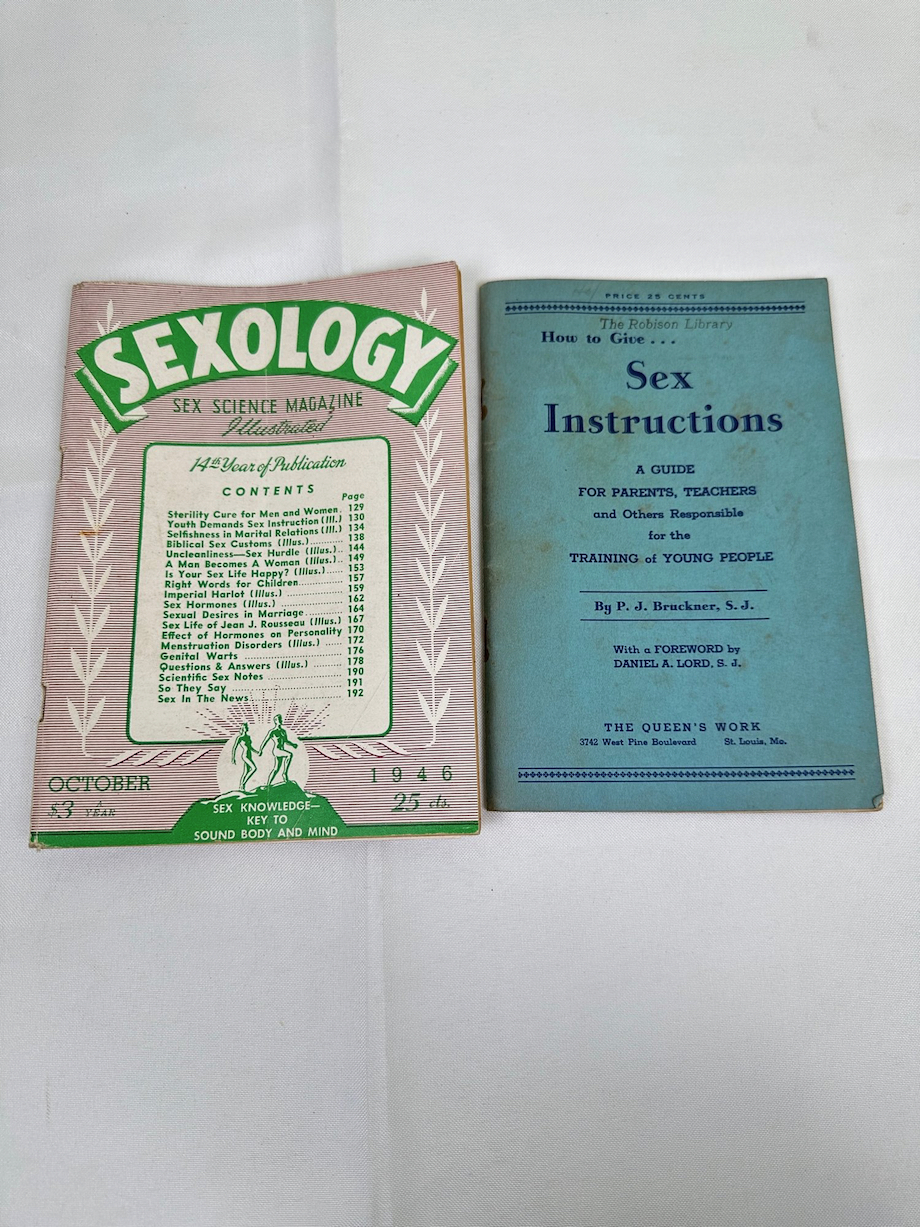 SEXOLOGY
SEX SCIENCE MAGAZINE
Illustrated
14th Year of Publication
CONTENTS
Page
Sterility Cure for Men and Women. 129
Youth Demands Sex Instruction (Ill.) 130
Selfishness in Marital Relations (Ill.) 134
Biblical Sex Customs (Illus.)........ 138
Uncleanliness—Sex Hurdle (Illus.).. 144
A Man Becomes A Woman (Illus.).. 149
Is Your Sex Life Happy? (Illus.)..... 153
Right Words for Children............ 157
Imperial Harlot (Illus.) ............ 159
Sex Hormones (Illus.) ............ 162
Sexual Desires in Marriage......... 164
Sex Life of Jean J. Rousseau (Illus.) 167
Effect of Hormones on Personality 170
Menstruation Disorders (Illus.) ..... 172
Genital Warts ............ 176
Questions & Answers (Illus.) ........ 178
Scientific Sex Notes ............ 190
So They Say ............ 191
Sex In The News............ 192
OCTOBER 1946
$3 A YEAR 25 cts.
SEX KNOWLEDGE—
KEY TO
SOUND BODY AND MIND
PRICE 25 CENTS
The Robison Library
How to Give...
Sex
Instructions
A GUIDE
FOR PARENTS, TEACHERS
and Others Responsible
for the
TRAINING of YOUNG PEOPLE
By P. J. Bruckner, S. J.
With a FOREWORD by
DANIEL A. LORD, S. J.
THE QUEEN'S WORK
3742 West Pine Boulevard St. Louis, Mo.